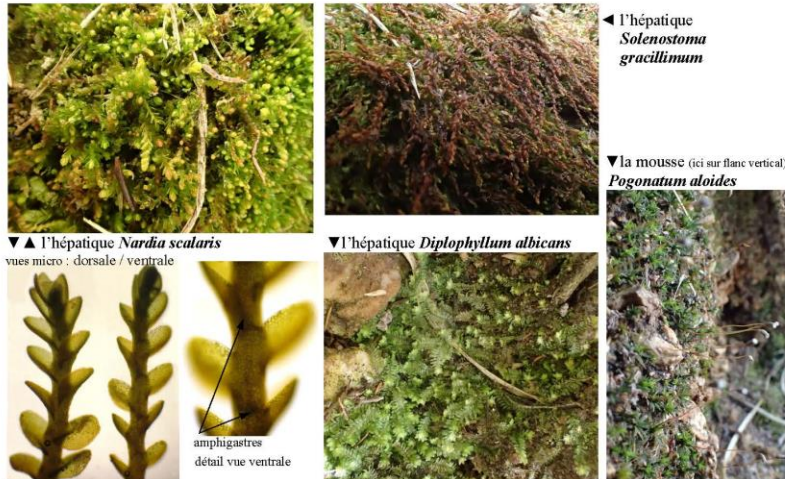 ◄ l'hépatique
Solenostoma
gracillimum
▼la mousse (ici sur flanc vertical)
Pogonatum aloides
▼ ▲ l'hépatique Nardia scalaris
vues micro : dorsale / ventrale
▼l'hépatique Diplophyllum albicans
amphigastres
détail vue ventrale